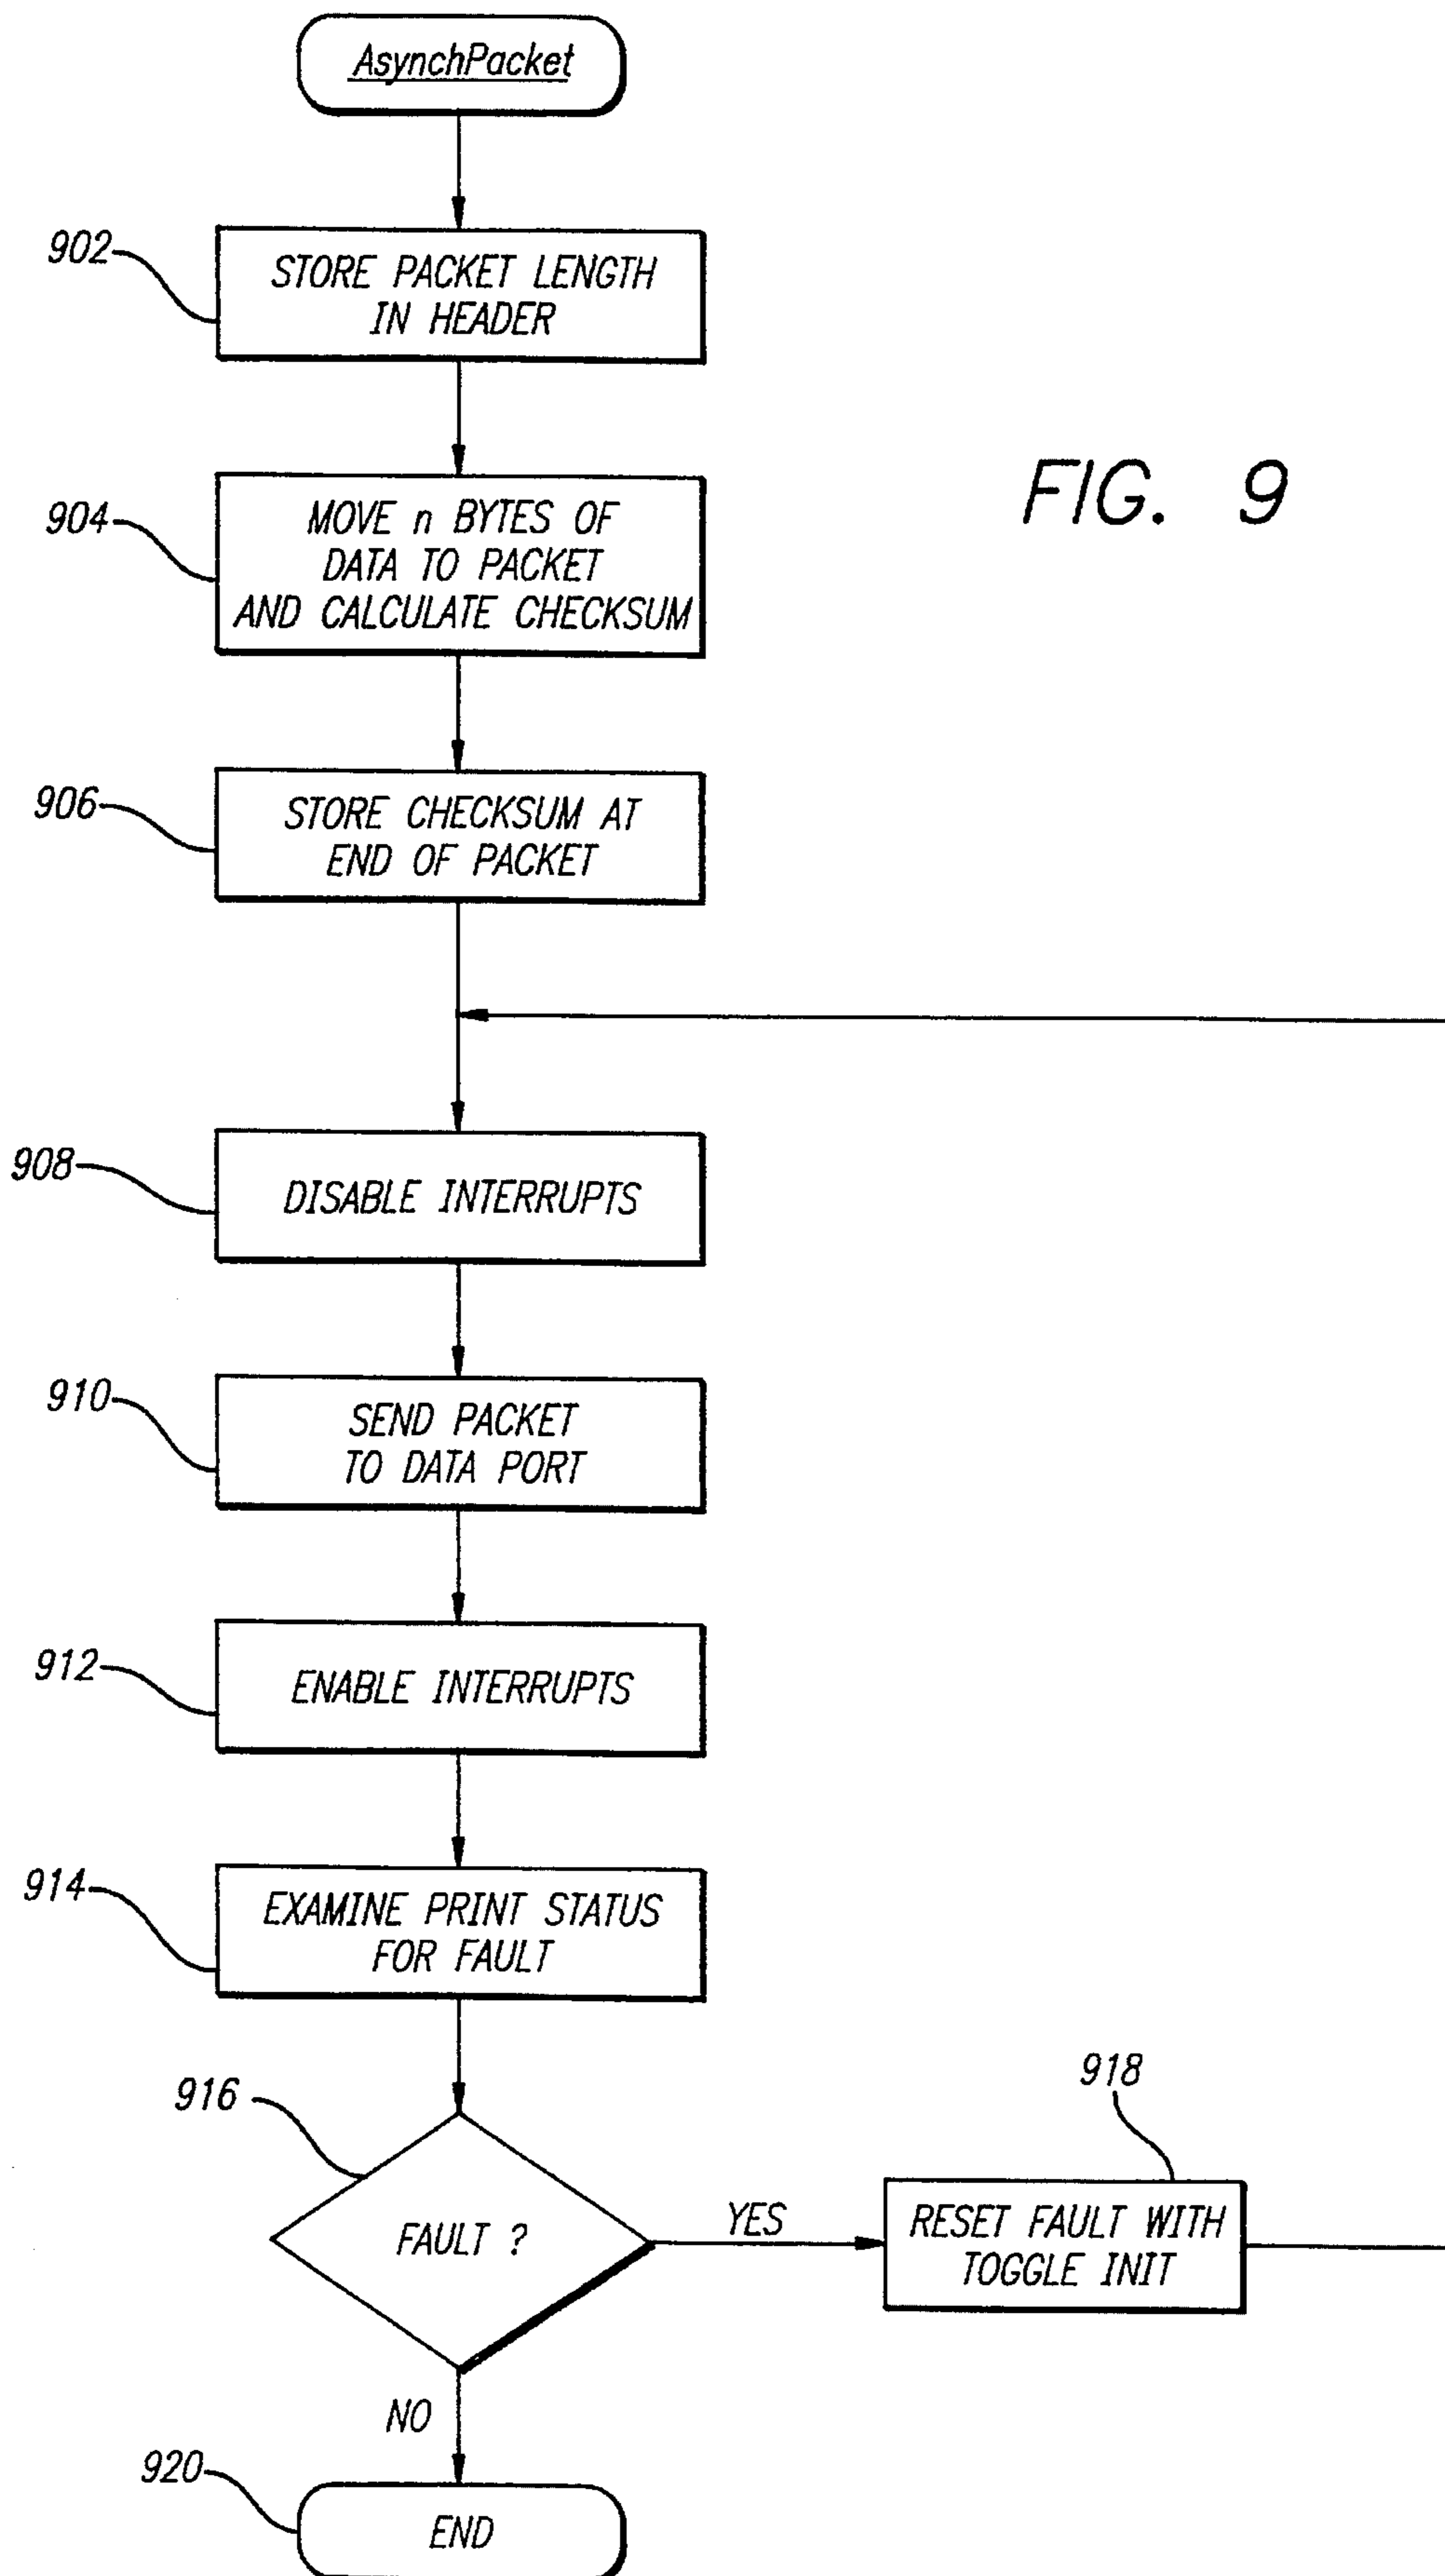 AsynchPacket
902
STORE PACKET LENGTH
IN HEADER
FIG. 9
904
MOVE n BYTES OF
DATA TO PACKET
AND CALCULATE CHECKSUM
906
STORE CHECKSUM AT
END OF PACKET
908
DISABLE INTERRUPTS
910
SEND PACKET
TO DATA PORT
912
ENABLE INTERRUPTS
914
EXAMINE PRINT STATUS
FOR FAULT
916
FAULT ?
YES
918
RESET FAULT WITH
TOGGLE INIT
NO
920
END